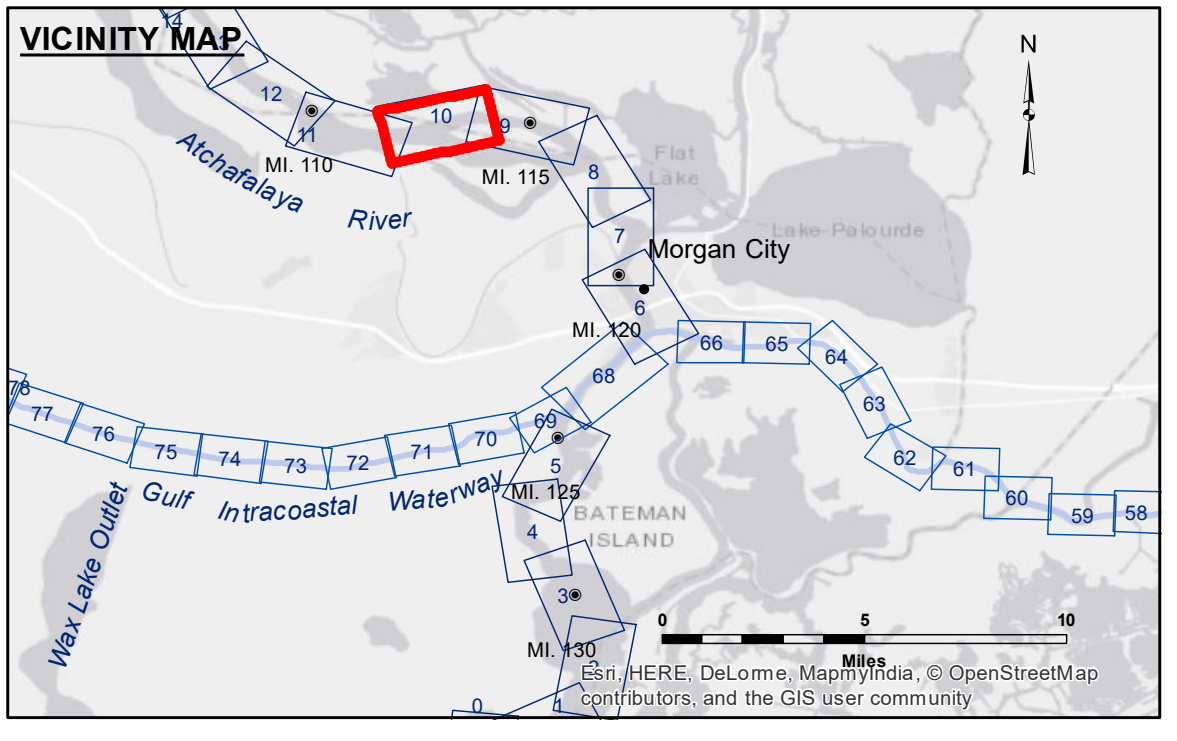 14
VICINITY MAP
13
N
12
10
9
11
MI. 110
MI. 115
Atchafalaya
River
8
Flat
Lake
7
Lake Palourde
Morgan City
6
MI. 120
66
65
64
68
63
78
77
76
75
74
73
72
71
70
69
62
61
60
59
58
5
MI. 125
Gulf Intracoastal Waterway
Wax Lake Outlet
4
BATEMAN
ISLAND
3
0 5 10
Miles
MI. 130
2
Esri, HERE, DeLorme, MapmyIndia, © OpenStreetMap
contributors, and the GIS user community
0
1